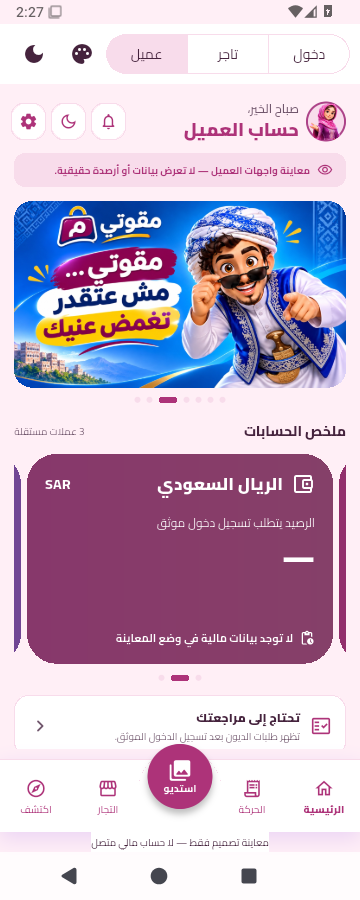 2:27
دخول
تاجر
عميل
صباح الخير،
حساب العميل
معاينة واجهات العميل — لا تعرض بيانات أو أرصدة حقيقية.
مقوتي
مقوتي...
مش عتقدر
تغمض عنيك
ملخص الحسابات
3 عملات مستقلة
الريال السعودي
SAR
الرصيد يتطلب تسجيل دخول موثق
—
لا توجد بيانات مالية في وضع المعاينة
تحتاج إلى مراجعتك
تظهر طلبات الديون بعد تسجيل الدخول الموثق.
الرئيسية
الحركة
استديو
التجار
اكتشف
معاينة تصميم فقط — لا حساب مالي متصل